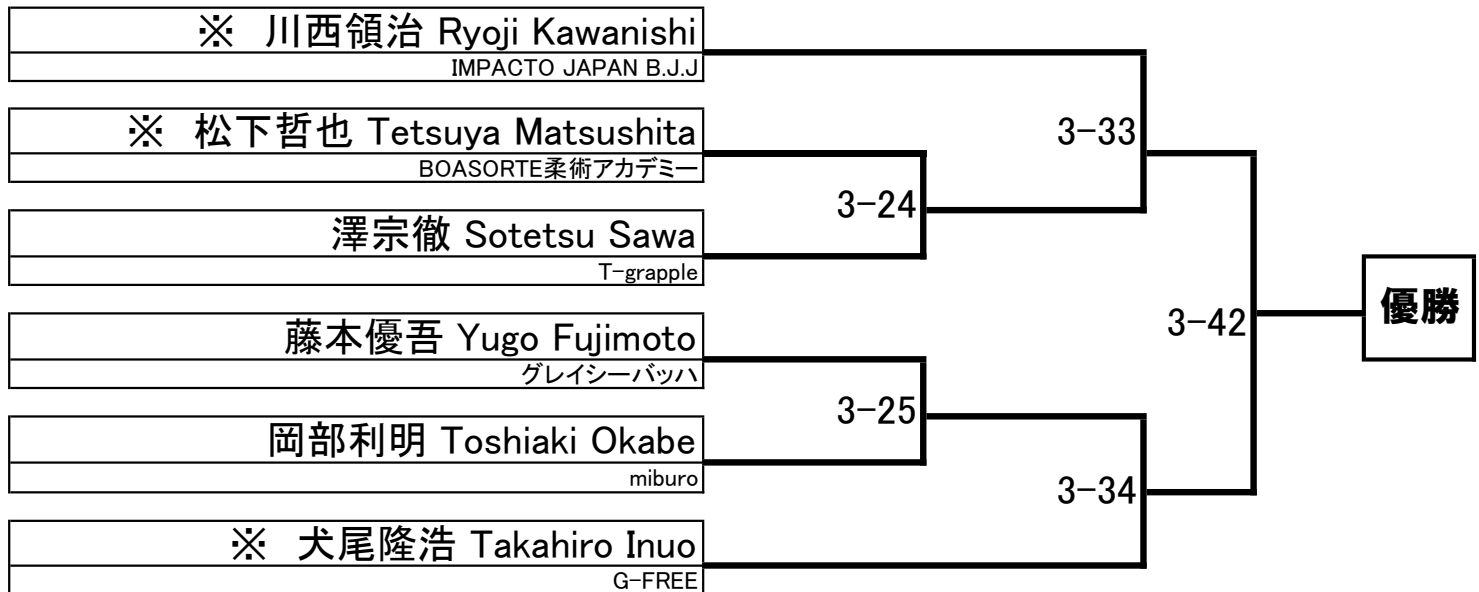 ※ 川西領治 Ryoji Kawanishi
IMPACTO JAPAN B.J.J
※ 松下哲也 Tetsuya Matsushita
BOASORTE柔術アカデミー
澤宗徹 Sotetsu Sawa
T-grapple
藤本優吾 Yugo Fujimoto
グレイシーバッハ
岡部利明 Toshiaki Okabe
miburo
※ 犬尾隆浩 Takahiro Inuo
G-FREE
3-24
3-25
3-33
3-34
3-42
優勝